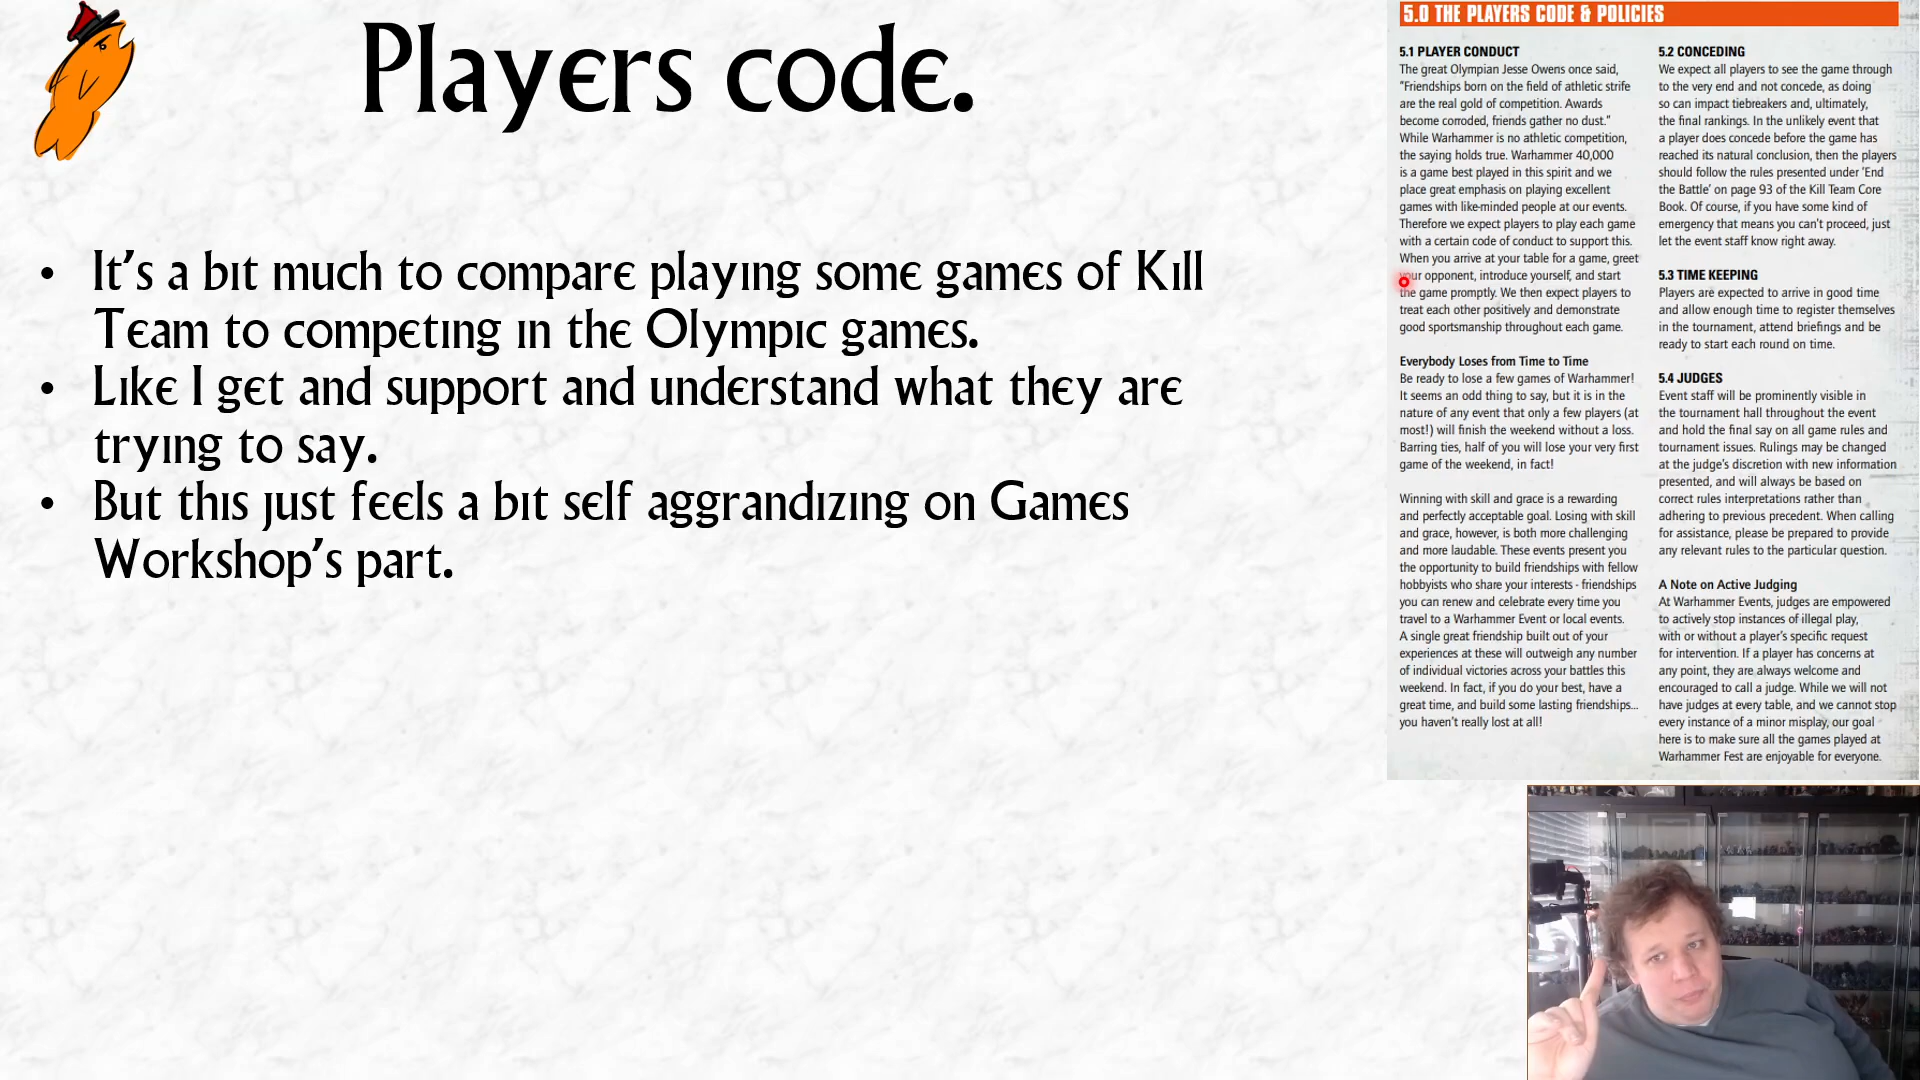 Players code.
• It's a bit much to compare playing some games of Kill
Team to competing in the Olympic games.
• Like I get and support and understand what they are
trying to say.
• But this just feels a bit self aggrandizing on Games
Workshop's part.
5.0 THE PLAYERS CODE & POLICIES
5.1 PLAYER CONDUCT
The great Olympian Jesse Owens once said,
"Friendships born on the field of athletic strife
are the real gold of competition. Awards
become corroded, friends gather no dust."
While Warhammer is no athletic competition,
the saying holds true. Warhammer 40,000
is a game best played in this spirit and we
place great emphasis on playing excellent
games with like-minded people at our events.
Therefore we expect players to play each game
with a certain code of conduct to support this.
When you arrive at your table for a game, greet
your opponent, introduce yourself, and start
the game promptly. We then expect players to
treat each other positively and demonstrate
good sportsmanship throughout each game.
Everybody Loses from Time to Time
Be ready to lose a few games of Warhammer!
It seems an odd thing to say, but it is in the
nature of any event that only a few players (at
most!) will finish the weekend without a loss.
Barring ties, half of you will lose your very first
game of the weekend, in fact!
Winning with skill and grace is a rewarding
and perfectly acceptable goal. Losing with skill
and grace, however, is both more challenging
and more laudable. These events present you
the opportunity to build friendships with fellow
hobbyists who share your interests - friendships
you can renew and celebrate every time you
travel to a Warhammer Event or local events.
A single great friendship built out of your
experiences at these will outweigh any number
of individual victories across your battles this
weekend. In fact, if you do your best, have a
great time, and build some lasting friendships...
you haven't really lost at all!
5.2 CONCEDING
We expect all players to see the game through
to the very end and not concede, as doing
so can impact tiebreakers and, ultimately,
the final rankings. In the unlikely event that
a player does concede before the game has
reached its natural conclusion, then the players
should follow the rules presented under 'End
the Battle' on page 93 of the Kill Team Core
Book. Of course, if you have some kind of
emergency that means you can't proceed, just
let the event staff know right away.
5.3 TIME KEEPING
Players are expected to arrive in good time
and allow enough time to register themselves
in the tournament, attend briefings and be
ready to start each round on time.
5.4 JUDGES
Event staff will be prominently visible in
the tournament hall throughout the event
and hold the final say on all game rules and
tournament issues. Rulings may be changed
at the judge's discretion with new information
presented, and will always be based on
correct rules interpretations rather than
adhering to previous precedent. When calling
for assistance, please be prepared to provide
any relevant rules to the particular question.
A Note on Active Judging
At Warhammer Events, judges are empowered
to actively stop instances of illegal play,
with or without a player's specific request
for intervention. If a player has concerns at
any point, they are always welcome and
encouraged to call a judge. While we will not
have judges at every table, and we cannot stop
every instance of a minor misplay, our goal
here is to make sure all the games played at
Warhammer Fest are enjoyable for everyone.